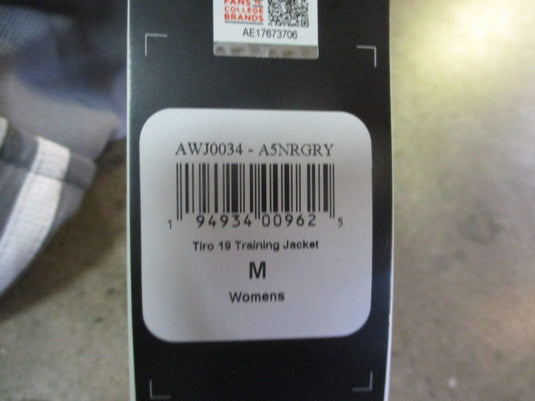 FANS
COLLEGE
BRANDS
AE17673706
AWJ0034 - A5NRGRY
1 94934 00962 5
Tiro 19 Training Jacket
M
Womens